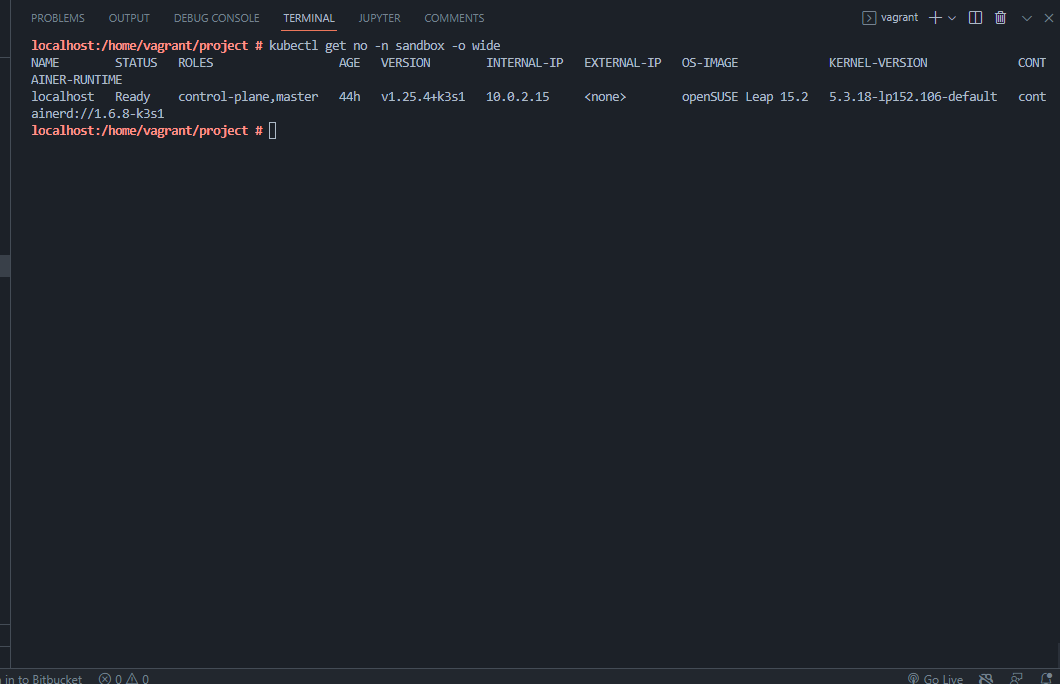 PROBLEMS OUTPUT DEBUG CONSOLE TERMINAL JUPYTER COMMENTS vagrant
localhost:/home/vagrant/project # kubectl get no -n sandbox -o wide
NAME STATUS ROLES AGE VERSION INTERNAL-IP EXTERNAL-IP OS-IMAGE KERNEL-VERSION CONT
AINER-RUNTIME
localhost Ready control-plane,master 44h v1.25.4+k3s1 10.0.2.15 <none> openSUSE Leap 15.2 5.3.18-lp152.106-default cont
ainerd://1.6.8-k3s1
localhost:/home/vagrant/project #
in to Bitbucket 0 0 Go Live